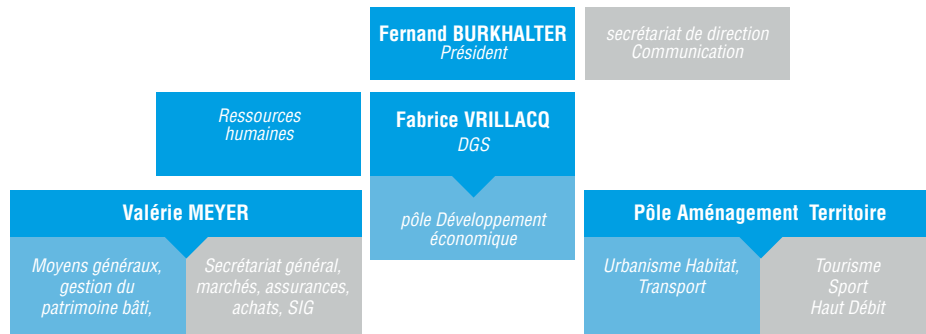 Fernand BURKHALTER
Président
secrétariat de direction
Communication
Ressources
humaines
Fabrice VRILLACQ
DGS
Valérie MEYER
pôle Développement
économique
Pôle Aménagement Territoire
Moyens généraux,
gestion du
patrimoine bâti,
Secrétariat général,
marchés, assurances,
achats, SIG
Urbanisme Habitat,
Transport
Tourisme
Sport
Haut Débit